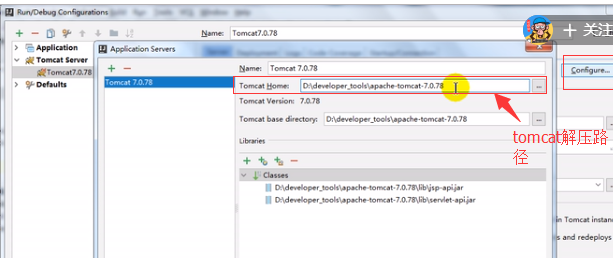 Run/Debug Configurations
Name: Tomcat7.0.78
关注
Application
Tomcat Server
Tomcat7.0.78
Defaults
Application Servers
Tomcat 7.0.78
Name: Tomcat 7.0.78
Tomcat Home: D:\developer_tools\apache-tomcat-7.0.78
...
Tomcat Version: 7.0.78
Tomcat base directory: D:\developer_tools\apache-tomcat-7.0.78
...
Libraries
Classes
D:\developer_tools\apache-tomcat-7.0.78\lib\jsp-api.jar
D:\developer_tools\apache-tomcat-7.0.78\lib\servlet-api.jar
Configure...
tomcat解压路
径
in Tomcat instance
and redeploys